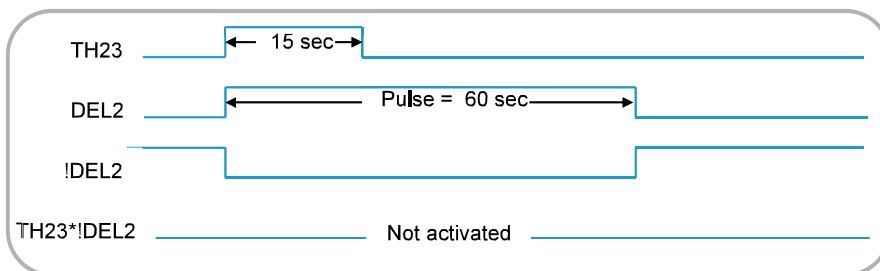 TH23
15 sec
DEL2
Pulse = 60 sec
!DEL2
TH23*!DEL2
Not activated